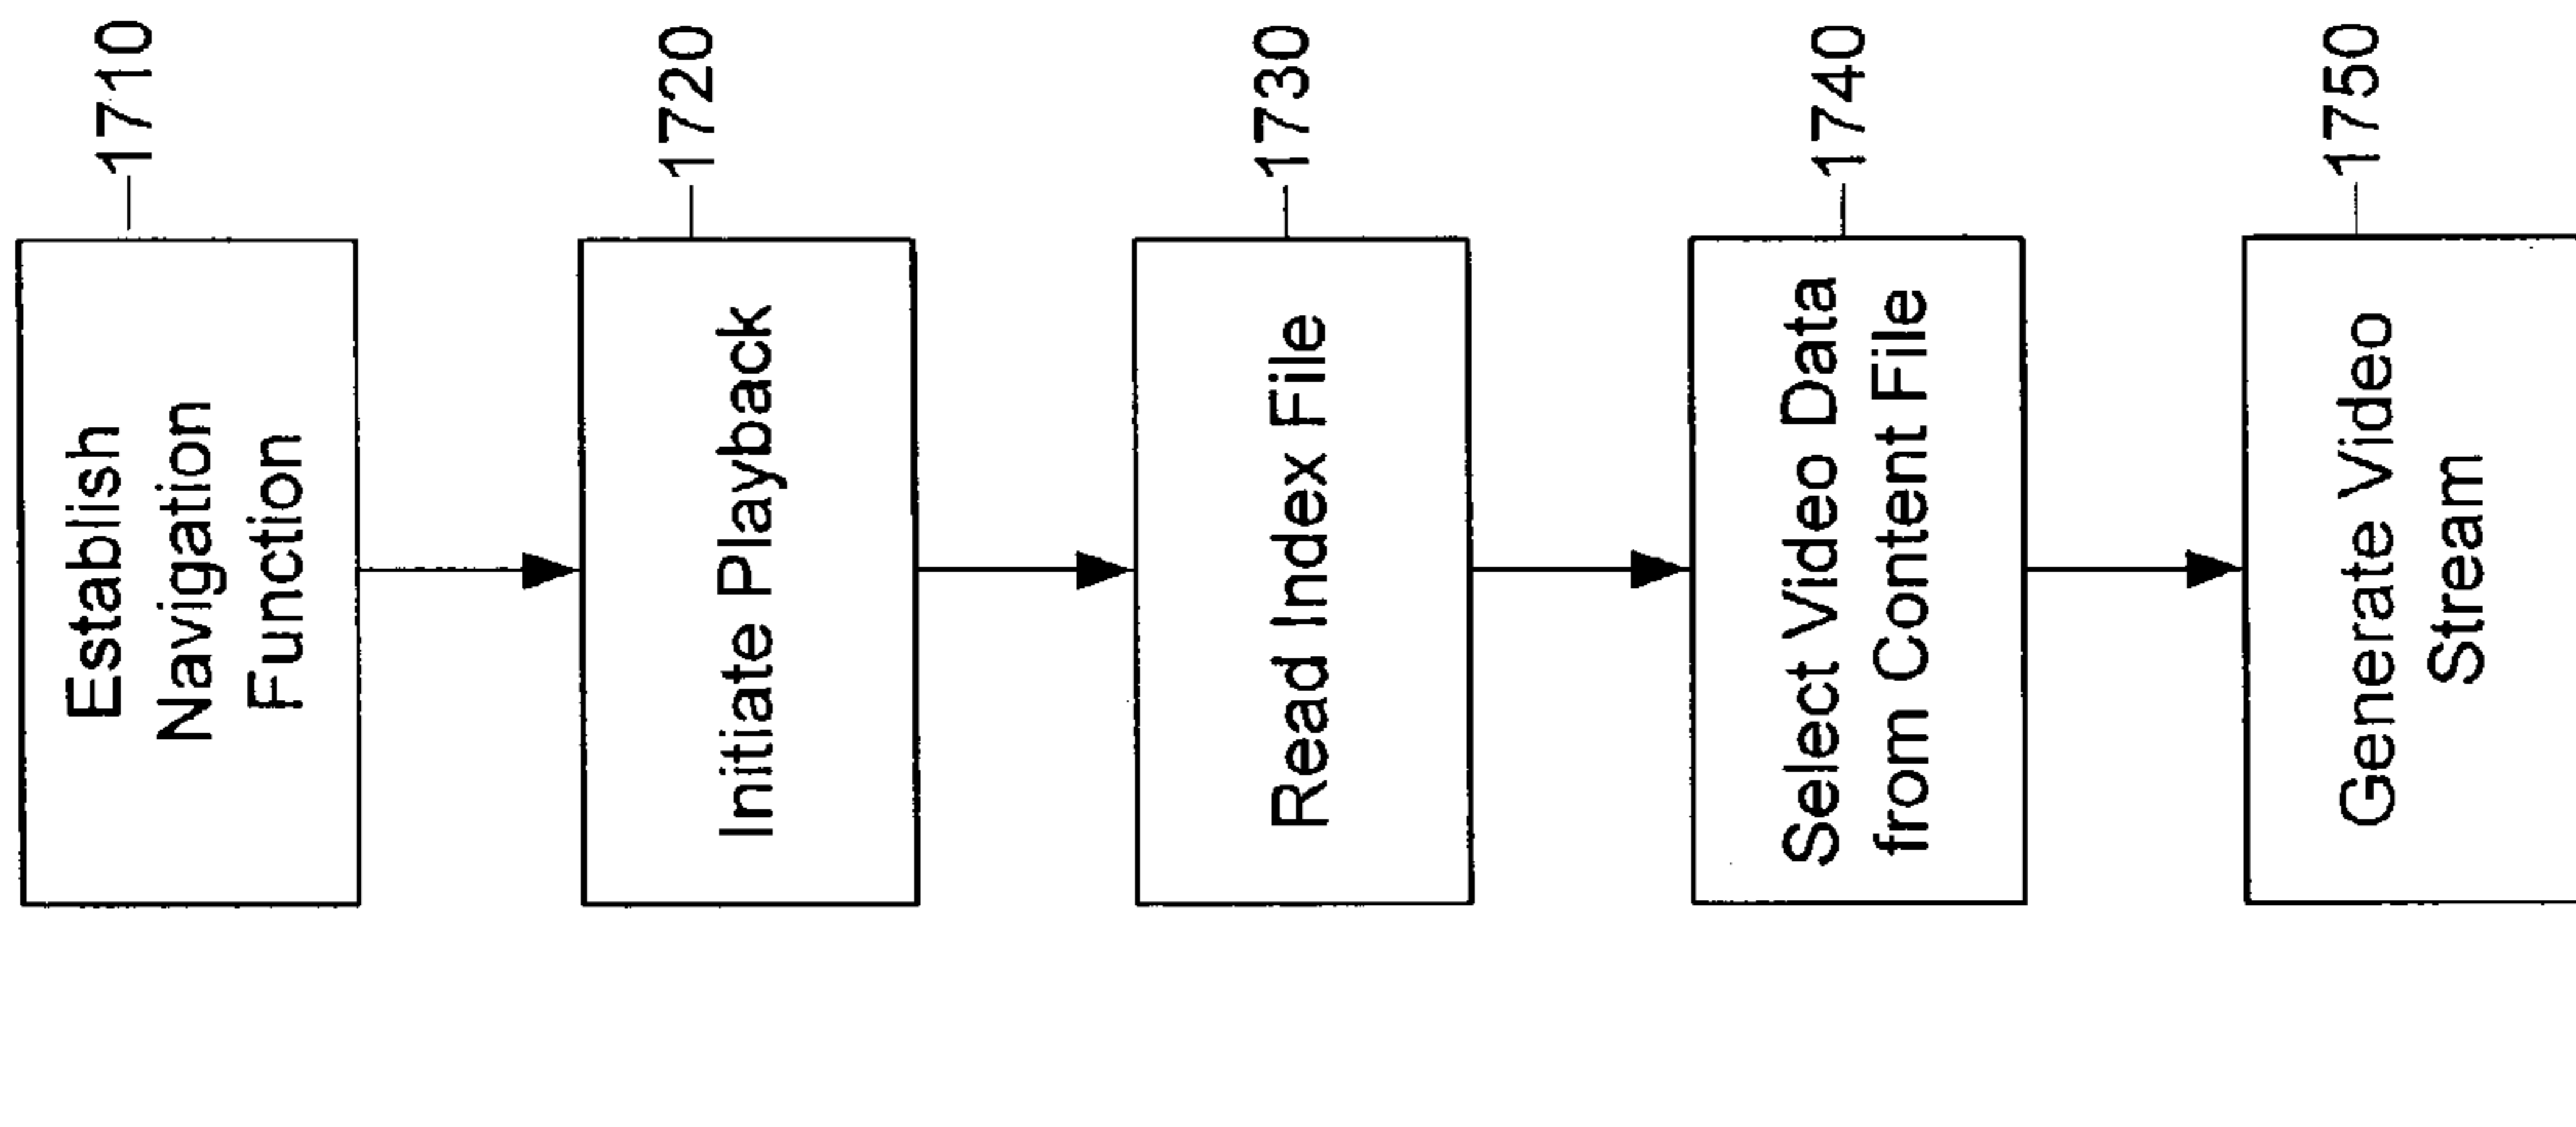 Establish
Navigation
Function
1710
Initiate Playback
1720
Read Index File
1730
Select Video Data
from Content File
1740
Generate Video
Stream
1750